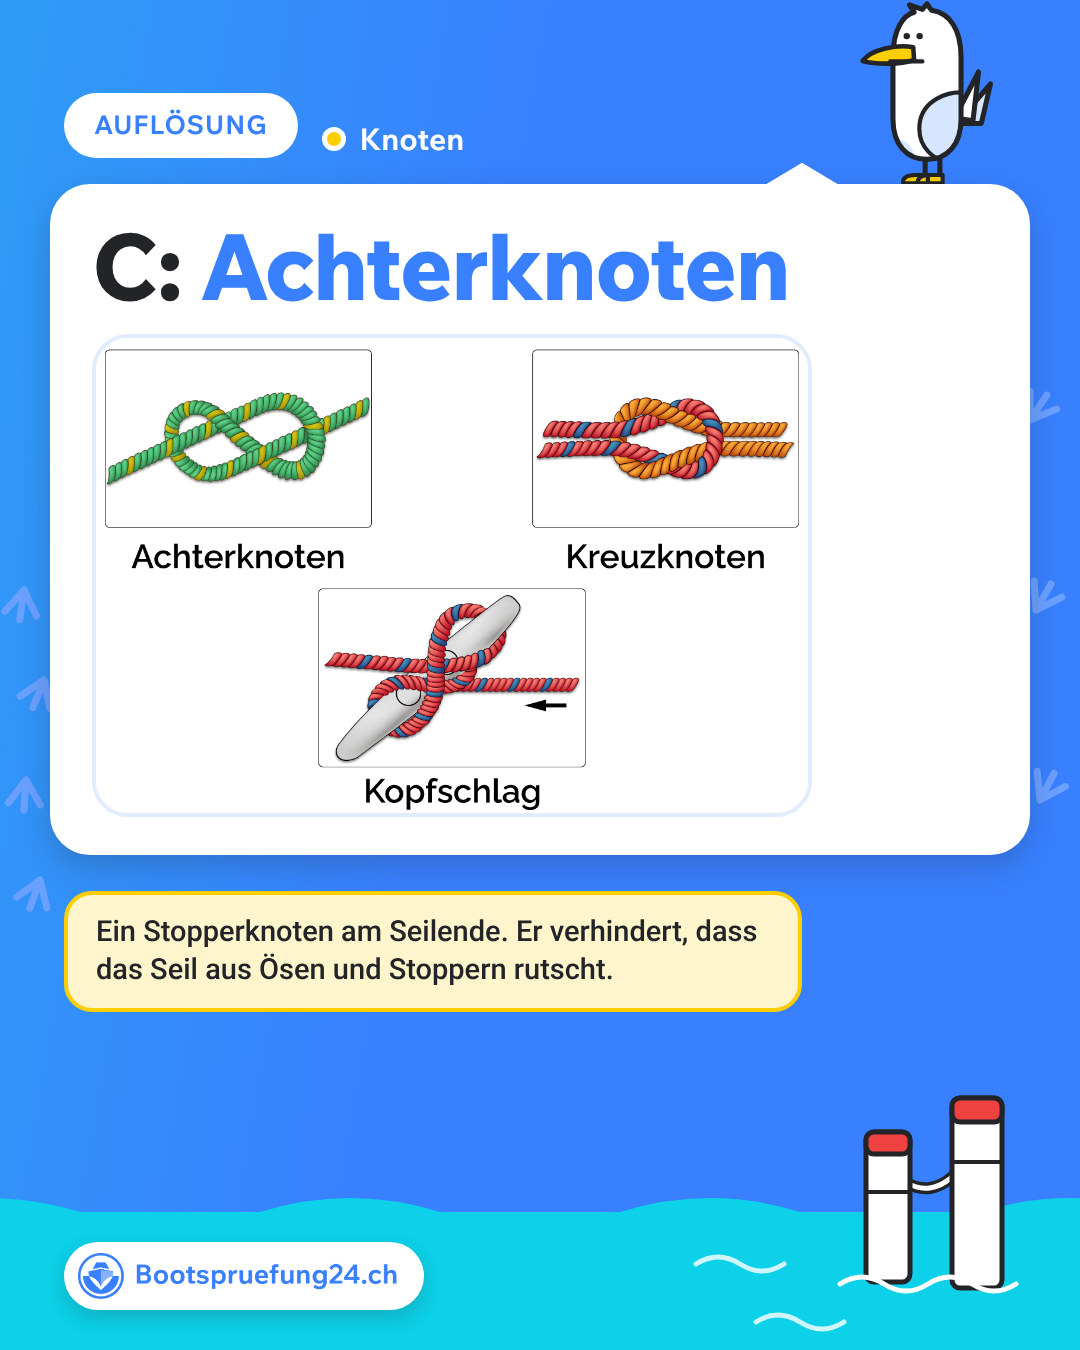 AUFLÖSUNG
Knoten
C: Achterknoten
Achterknoten
Kreuzknoten
Kopfschlag
Ein Stopperknoten am Seilende. Er verhindert, dass
das Seil aus Ösen und Stoppern rutscht.
Bootspruefung24.ch